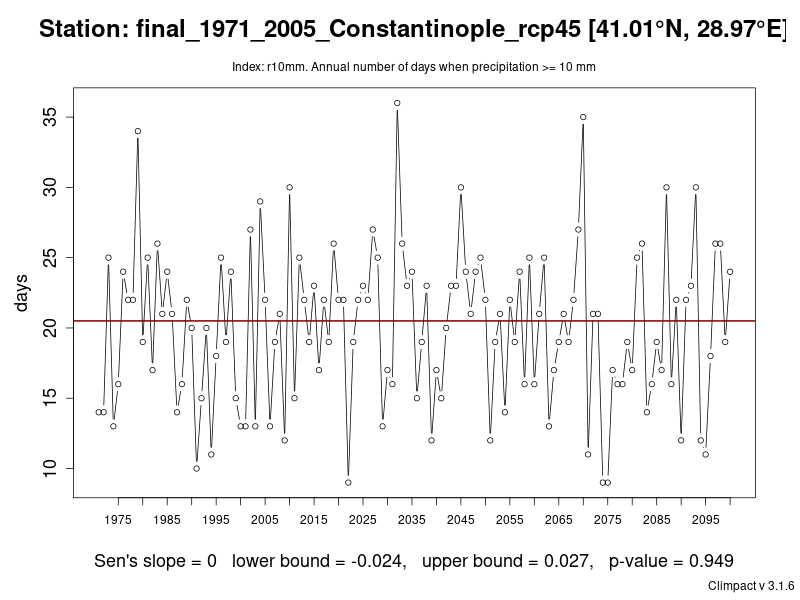 Station: final_1971_2005_Constantinople_rcp45 [41.01°N, 28.97°E]
Index: r10mm. Annual number of days when precipitation >= 10 mm
days
35
30
25
20
15
10
1975 1985 1995 2005 2015 2025 2035 2045 2055 2065 2075 2085 2095
Sen's slope = 0 lower bound = -0.024, upper bound = 0.027, p-value = 0.949
Climpact v 3.1.6